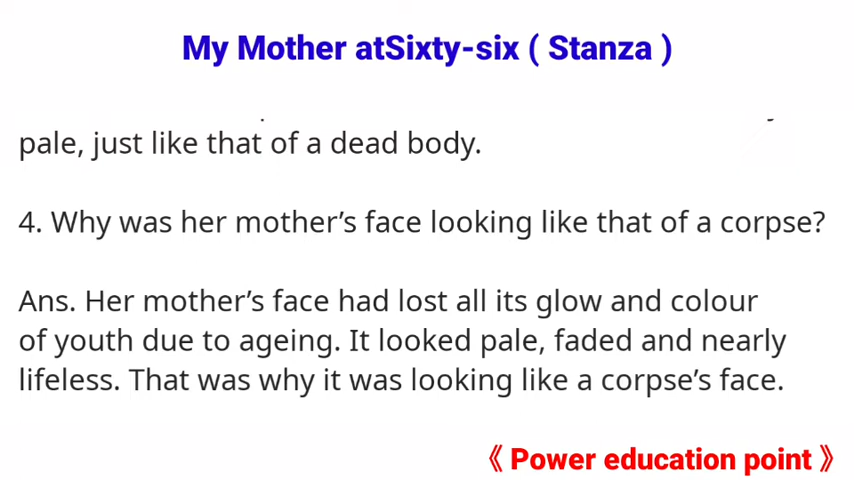 My Mother atSixty-six ( Stanza )
pale, just like that of a dead body.
4. Why was her mother’s face looking like that of a corpse?
Ans. Her mother’s face had lost all its glow and colour
of youth due to ageing. It looked pale, faded and nearly
lifeless. That was why it was looking like a corpse’s face.
《 Power education point 》